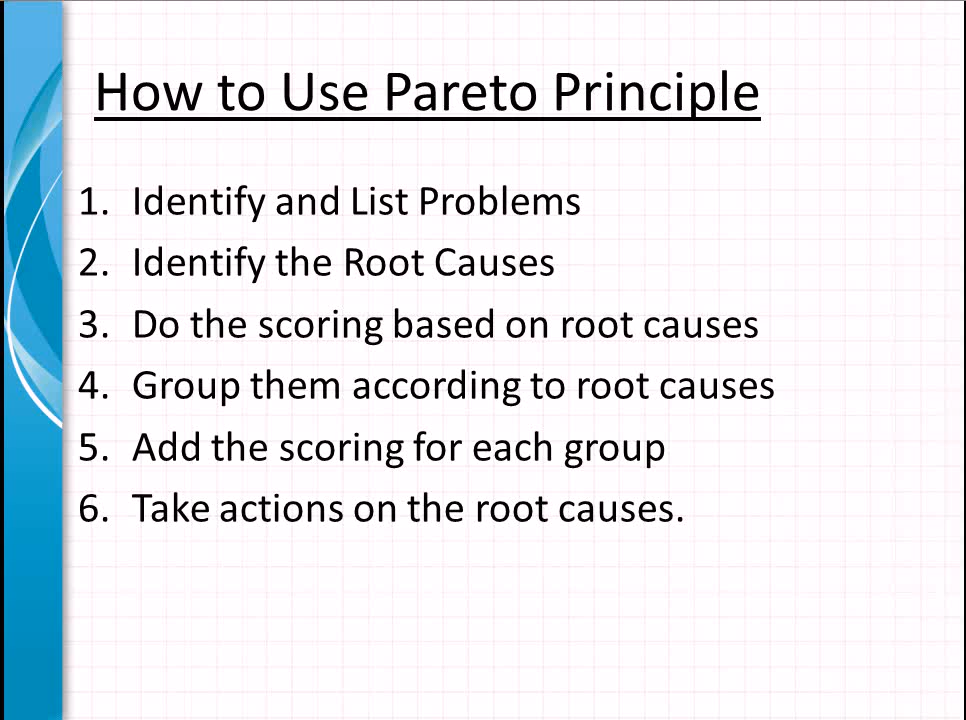 How to Use Pareto Principle
1. Identify and List Problems
2. Identify the Root Causes
3. Do the scoring based on root causes
4. Group them according to root causes
5. Add the scoring for each group
6. Take actions on the root causes.